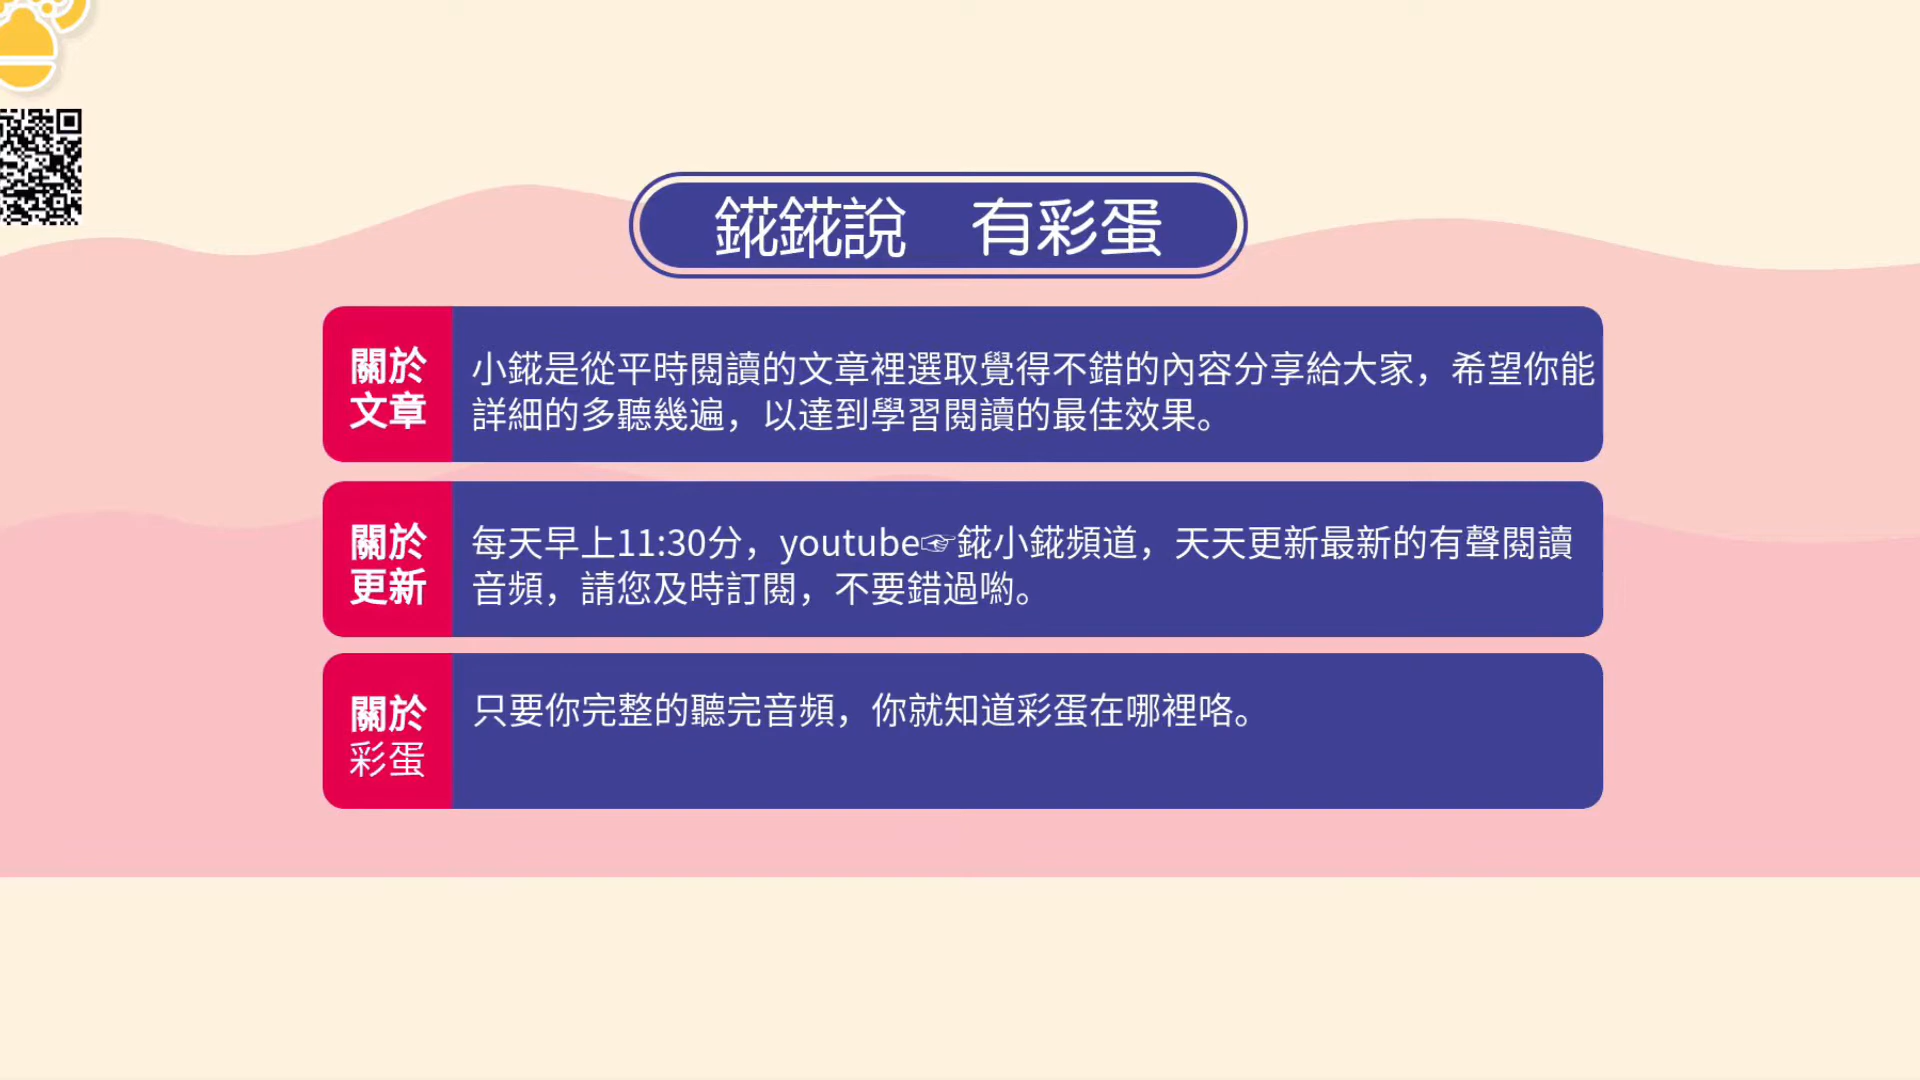 錵錵說　有彩蛋
關於
文章
小錵是從平時閱讀的文章裡選取覺得不錯的內容分享給大家，希望你能
詳細的多聽幾遍，以達到學習閱讀的最佳效果。
關於
更新
每天早上11:30分，youtube👉錵小錵頻道，天天更新最新的有聲閱讀
音頻，請您及時訂閱，不要錯過喲。
關於
彩蛋
只要你完整的聽完音頻，你就知道彩蛋在哪裡咯。